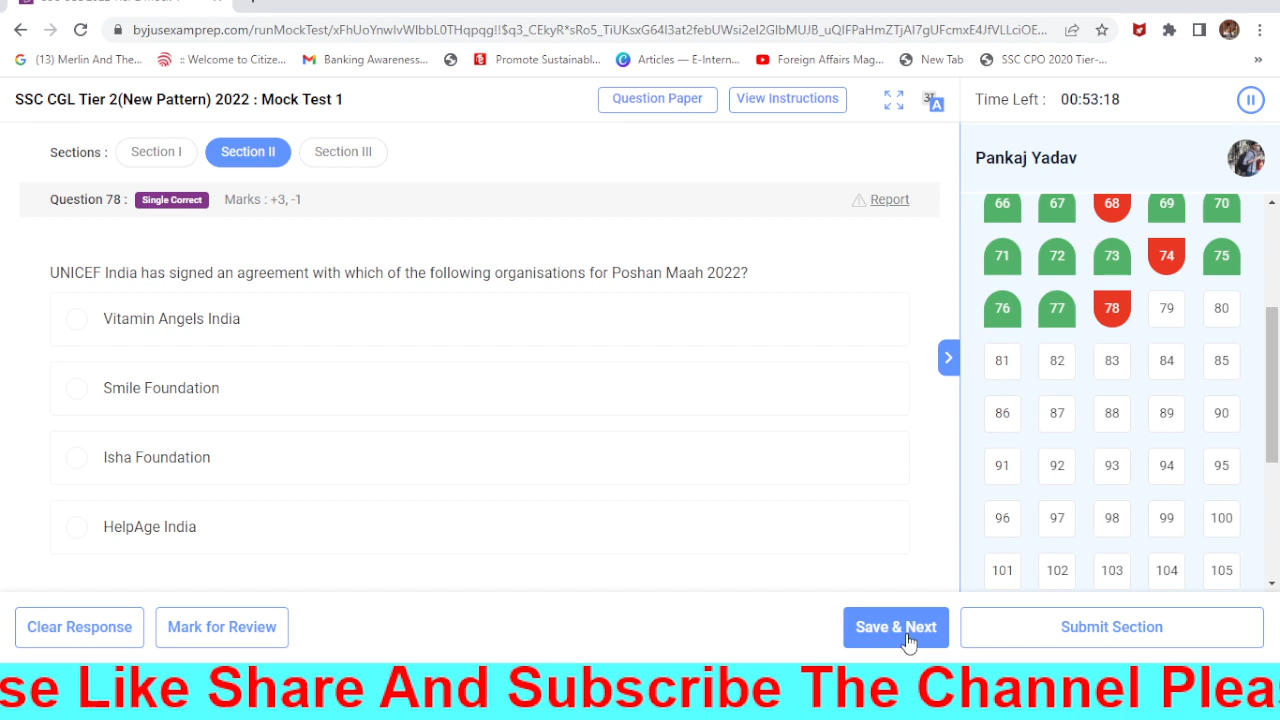 byjusexamprep.com/runMockTest/xFhUoYnwIvWlbbL0THqpqg!!$q3_CEkyR*sRo5_TiUKsxG64I3at2febUWsi2eI2GlbMUJB_uQIFPaHmZTjAI7gUFcmxE4JfVLLciOE...
(13) Merlin And The...
:: Welcome to Citize...
Banking Awareness...
Promote Sustainabl...
Articles — E-Intern...
Foreign Affairs Mag...
New Tab
SSC CPO 2020 Tier-...
»
SSC CGL Tier 2(New Pattern) 2022 : Mock Test 1
Question Paper
View Instructions
Time Left : 00:53:18
Sections : Section I Section II Section III
Pankaj Yadav
Question 78 : Single Correct Marks : +3, -1
Report
UNICEF India has signed an agreement with which of the following organisations for Poshan Maah 2022?
Vitamin Angels India
Smile Foundation
Isha Foundation
HelpAge India
66 67 68 69 70
71 72 73 74 75
76 77 78 79 80
81 82 83 84 85
86 87 88 89 90
91 92 93 94 95
96 97 98 99 100
101 102 103 104 105
Clear Response
Mark for Review
Save & Next
Submit Section
se Like Share And Subscribe The Channel Plea